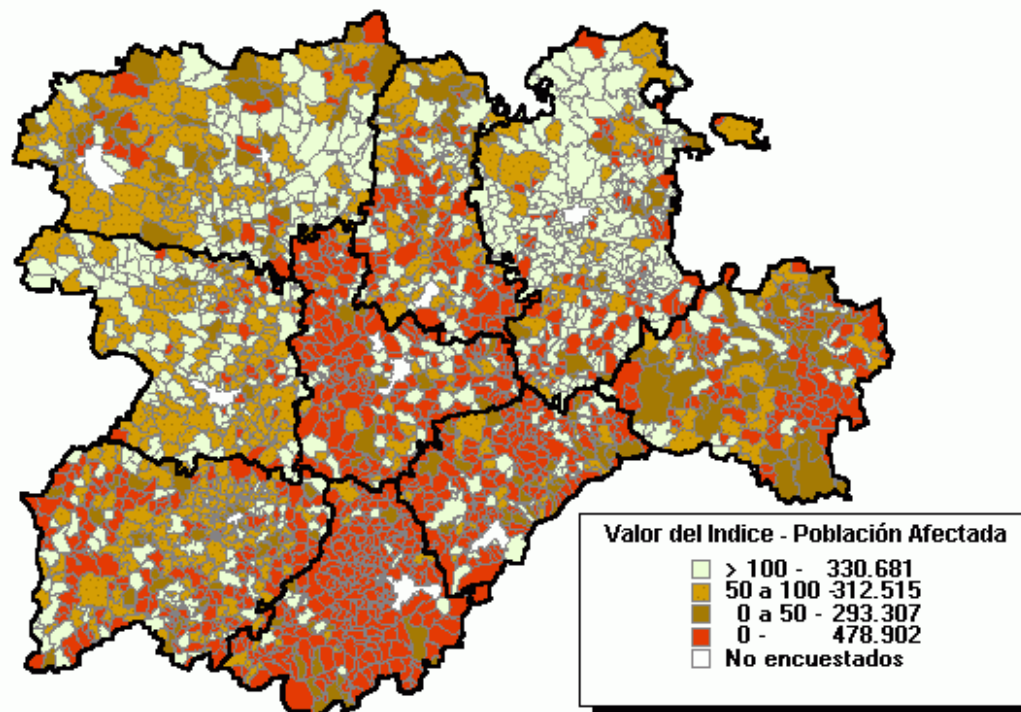 Valor del Indice - Población Afectada
> 100 - 330.681
50 a 100 -312.515
0 a 50 - 293.307
0 - 478.902
No encuestados